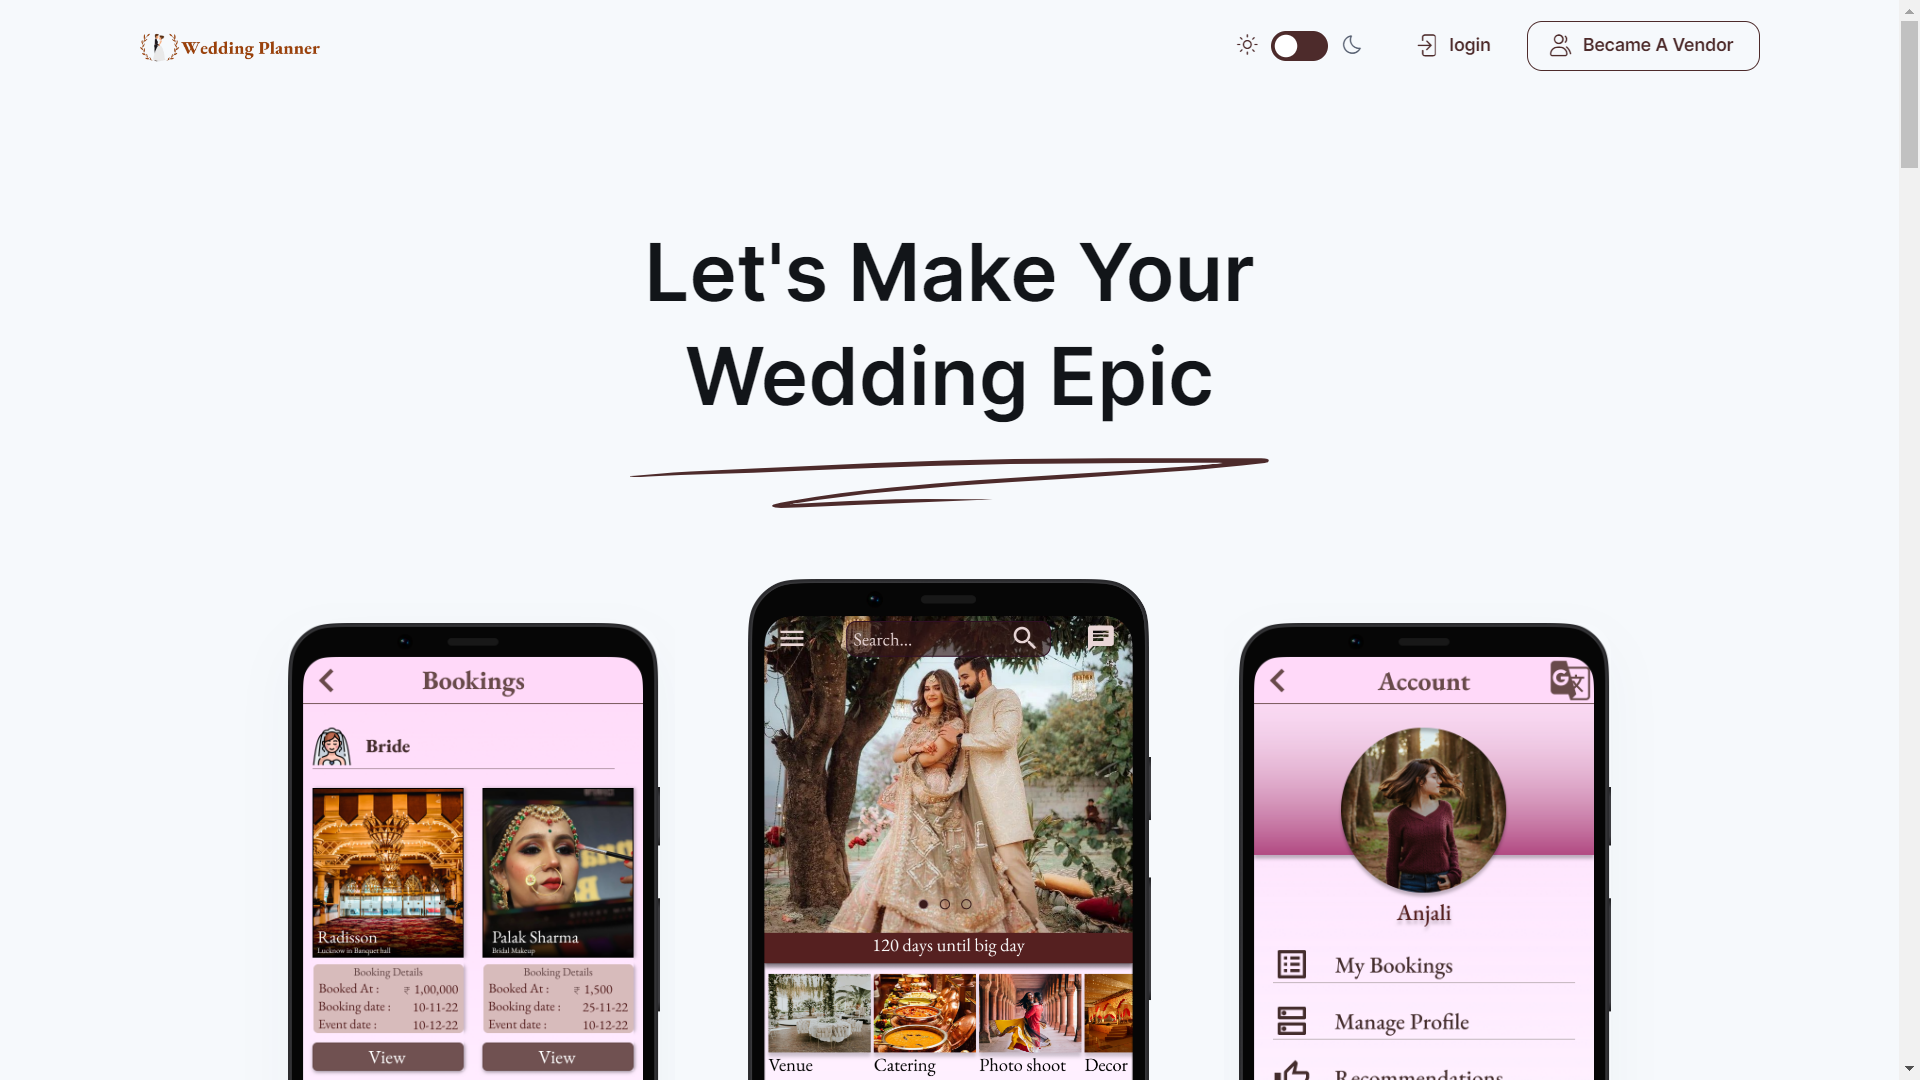 Wedding Planner
login
Became A Vendor
Let's Make Your
Wedding Epic
Bookings
Bride
Radisson
Lucknow in Banquet hall
Palak Sharma
Bridal Makeup
Booking Details
Booked At : ₹ 1,00,000
Booking date : 10-11-22
Event date : 10-12-22
View
Booking Details
Booked At : ₹ 1,500
Booking date : 25-11-22
Event date : 10-12-22
View
Search...
120 days until big day
Venue
Catering
Photo shoot
Decor
Account
G
Anjali
My Bookings
Manage Profile
Recommendations